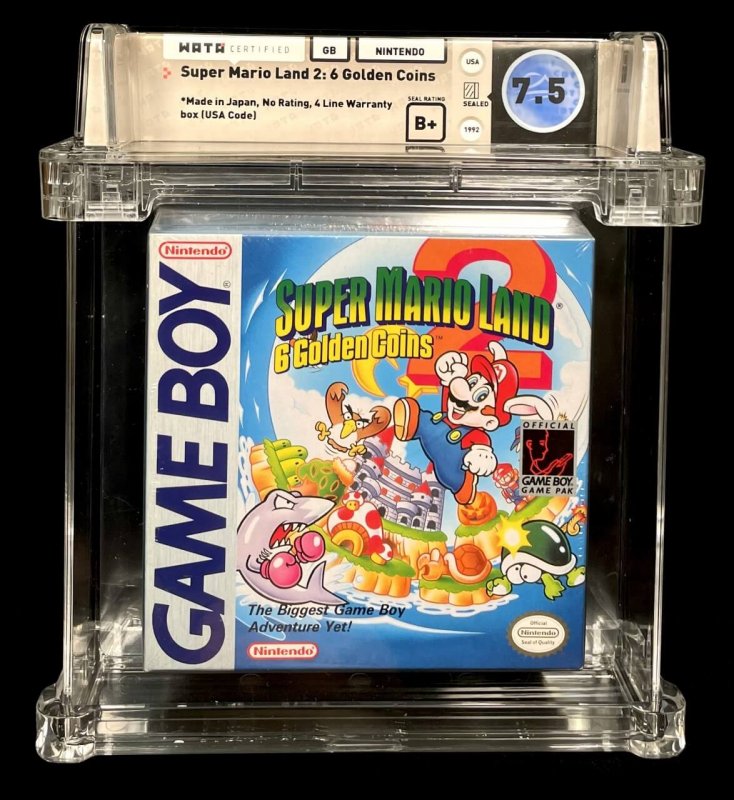 WATA CERTIFIED
GB
NINTENDO
Super Mario Land 2: 6 Golden Coins
*Made in Japan, No Rating, 4 Line Warranty
box (USA Code)
SEAL RATING
B+
USA
SEALED
1992
7.5
Nintendo
GAME BOY
®
2
SUPER MARIO LAND®
6 Golden Coins™
OFFICIAL
GAME BOY
GAME PAK
The Biggest Game Boy
Adventure Yet!
Nintendo
Official
Nintendo
Seal of Quality